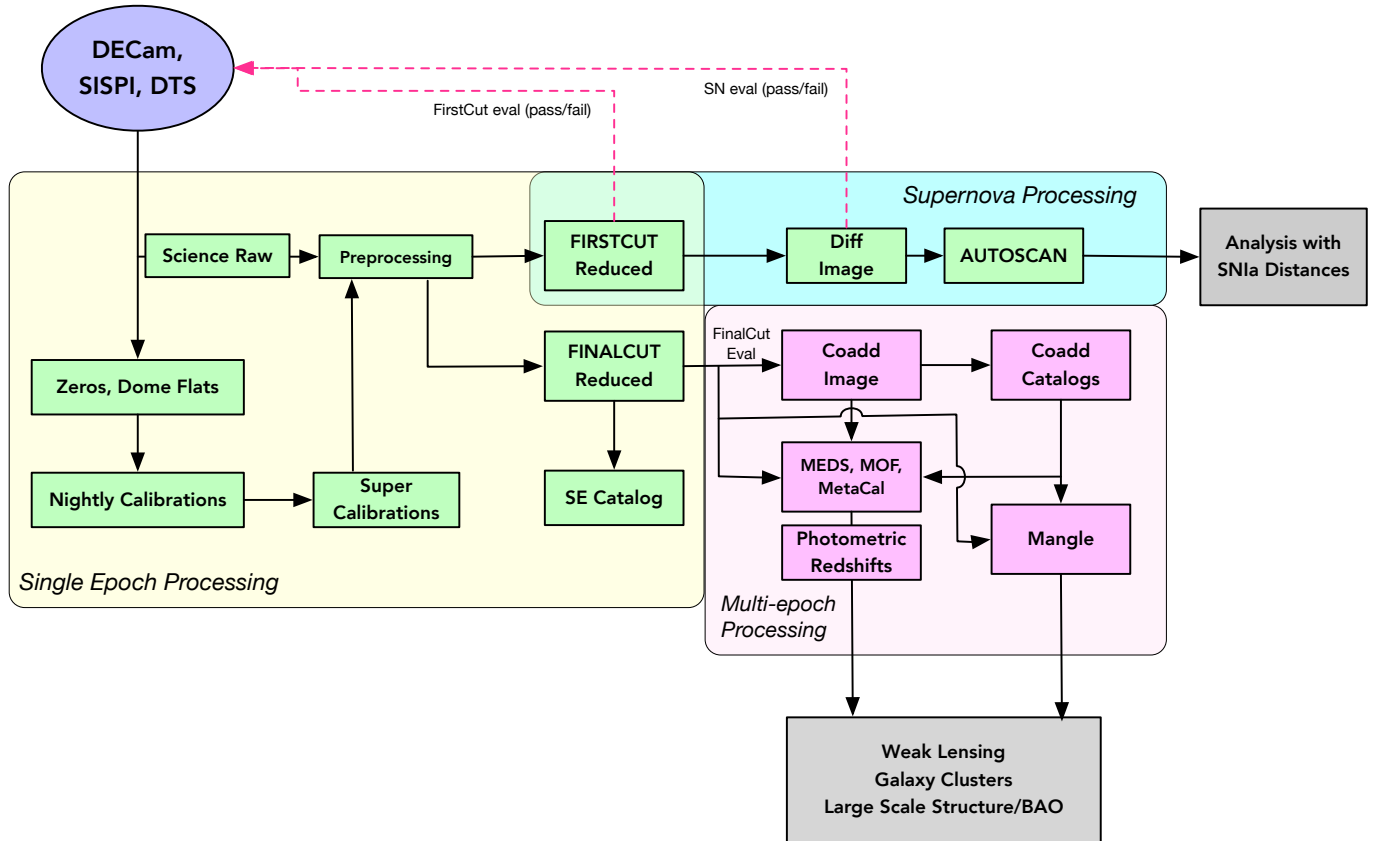 DECam,
SISPI, DTS
SN eval (pass/fail)
FirstCut eval (pass/fail)
Supernova Processing
Science Raw
Preprocessing
FIRSTCUT
Reduced
Diff
Image
AUTOSCAN
Analysis with
SNIa Distances
Zeros, Dome Flats
FINALCUT
Reduced
FinalCut
Eval
Coadd
Image
Coadd
Catalogs
Nightly Calibrations
Super
Calibrations
SE Catalog
MEDS, MOF,
MetaCal
Photometric
Redshifts
Mangle
Single Epoch Processing
Multi-epoch
Processing
Weak Lensing
Galaxy Clusters
Large Scale Structure/BAO